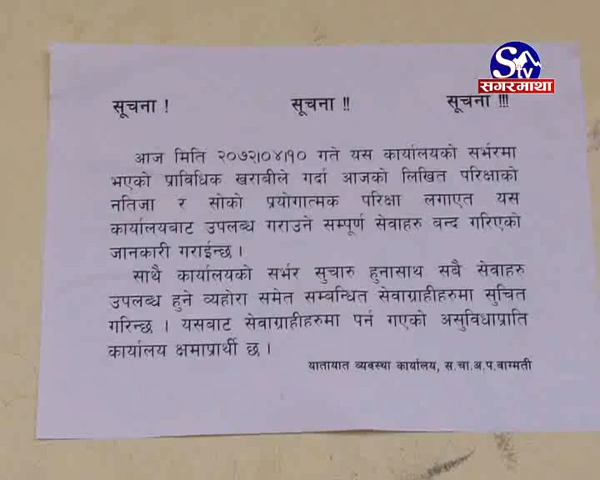 STV
सगरमाथा
सूचना ! सूचना !! सूचना !!!
आज मिति २०७२।०४।१० गते यस कार्यालयको सर्भरमा
भएको प्राविधिक खराबीले गर्दा आजको लिखित परिक्षाको
नतिजा र सोको प्रयोगात्मक परिक्षा लगाएत यस
कार्यालयबाट उपलब्ध गराउने सम्पूर्ण सेवाहरु बन्द गरिएको
जानकारी गराईन्छ ।
साथै कार्यालयको सर्भर सुचारु हुनासाथ सबै सेवाहरु
उपलब्ध हुने व्यहोरा समेत सम्बन्धित सेवाग्राहीहरुमा सुचित
गरिन्छ । यसबाट सेवाग्राहीहरुमा पर्न गएको असुविधाप्राति
कार्यालय क्षमाप्रार्थी छ ।
यातायात व्यवस्था कार्यालय, स.चा.अ.प.वाग्मती